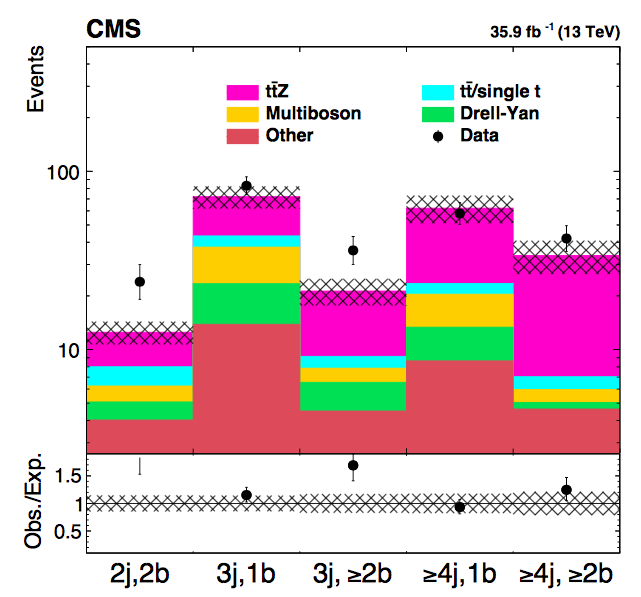 CMS 35.9 fb -1 (13 TeV)
Events
tt̄Z tt̄/single t
Multiboson Drell-Yan
Other Data
100
10
Obs./Exp.
1.5
1
0.5
2j,2b 3j,1b 3j, ≥2b ≥4j,1b ≥4j, ≥2b